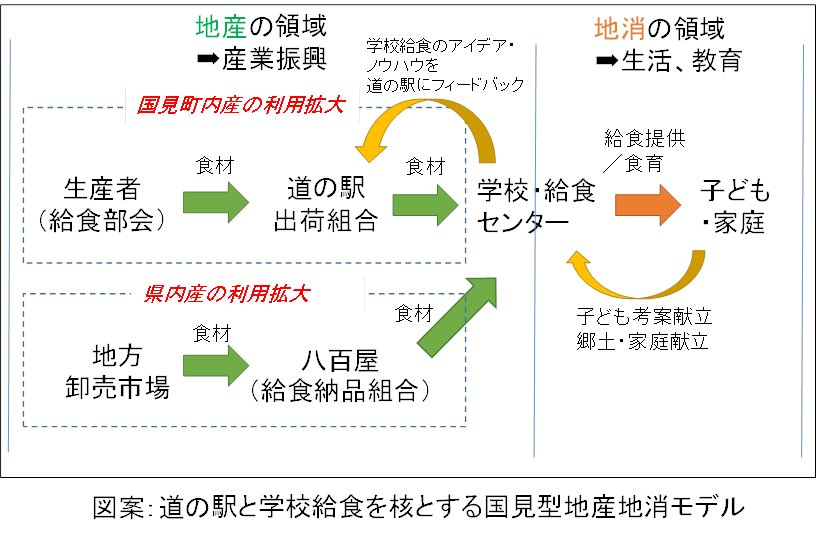 地産の領域
➡産業振興
地消の領域
➡生活、教育
学校給食のアイデア・
ノウハウを
道の駅にフィードバック
国見町内産の利用拡大
食材
食材
給食提供
／食育
生産者
（給食部会）
道の駅
出荷組合
学校・給食
センター
子ども
・家庭
県内産の利用拡大
食材
食材
子ども考案献立
郷土・家庭献立
地方
卸売市場
八百屋
（給食納品組合）
図案：道の駅と学校給食を核とする国見型地産地消モデル